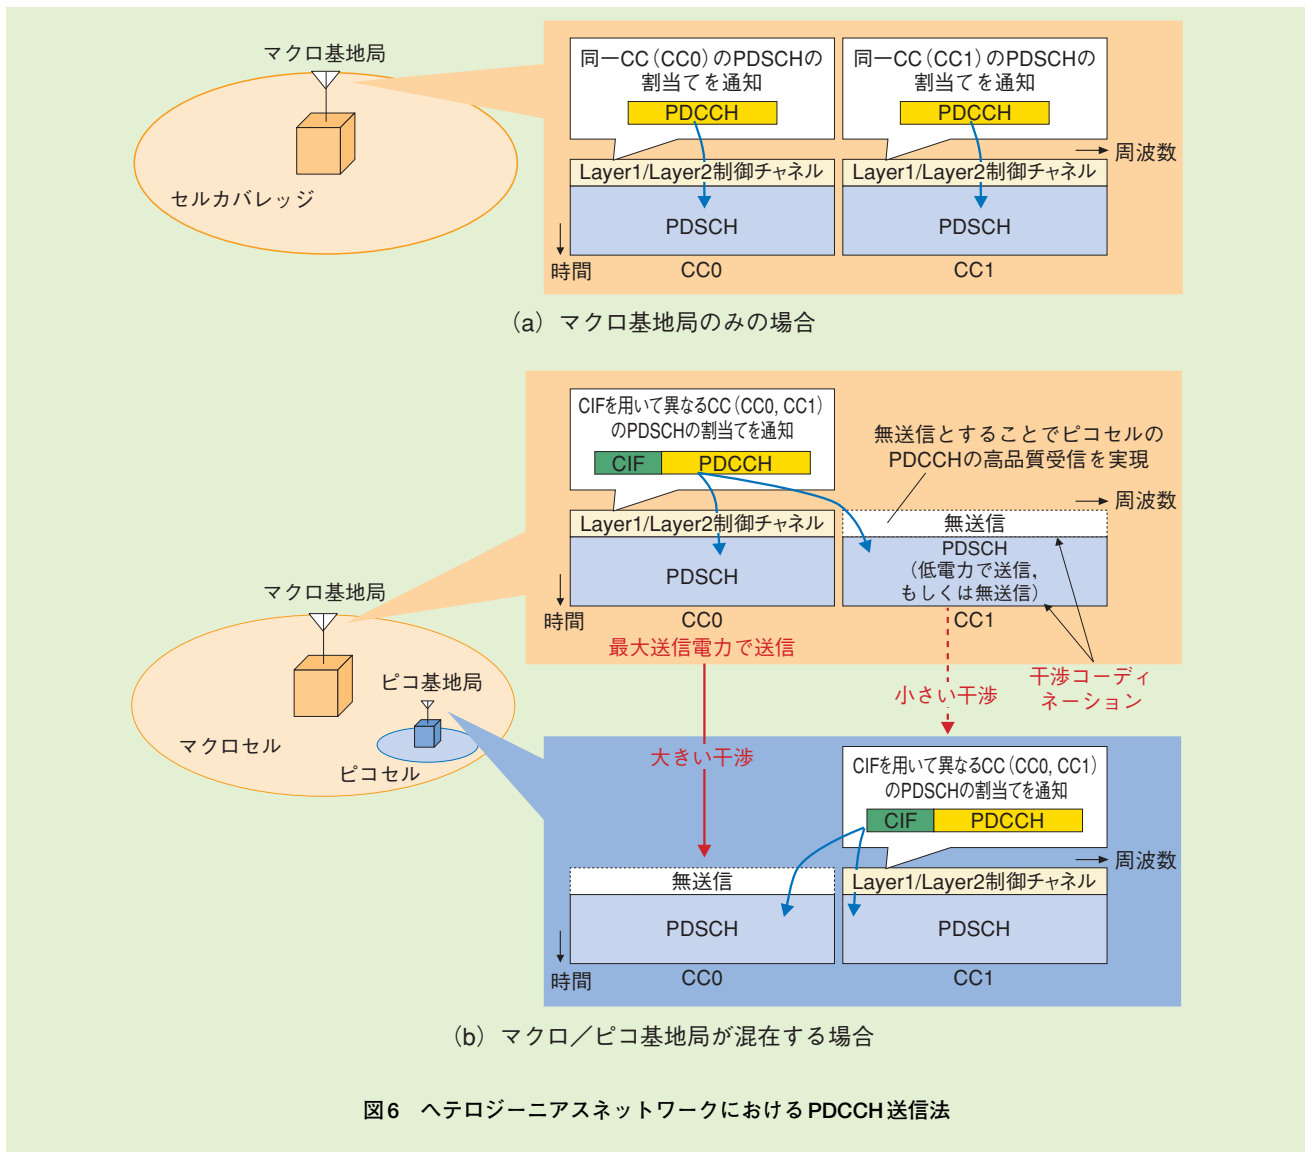 マクロ基地局
セルカバレッジ
同一CC(CC0)のPDSCHの
割当てを通知
PDCCH
同一CC(CC1)のPDSCHの
割当てを通知
PDCCH
周波数
Layer1/Layer2制御チャネル
Layer1/Layer2制御チャネル
PDSCH
PDSCH
時間
CC0
CC1
(a) マクロ基地局のみの場合
CIFを用いて異なるCC(CC0, CC1)
のPDSCHの割当てを通知
CIF
PDCCH
無送信とすることでピコセルの
PDCCHの高品質受信を実現
周波数
Layer1/Layer2制御チャネル
無送信
PDSCH
PDSCH
(低電力で送信,
もしくは無送信)
時間
CC0
CC1
最大送信電力で送信
小さい干渉
干渉コーディ
ネーション
マクロ基地局
ピコ基地局
マクロセル
ピコセル
大きい干渉
CIFを用いて異なるCC(CC0, CC1)
のPDSCHの割当てを通知
CIF
PDCCH
周波数
無送信
Layer1/Layer2制御チャネル
PDSCH
PDSCH
時間
CC0
CC1
(b) マクロ/ピコ基地局が混在する場合
図6 ヘテロジーニアスネットワークにおけるPDCCH送信法